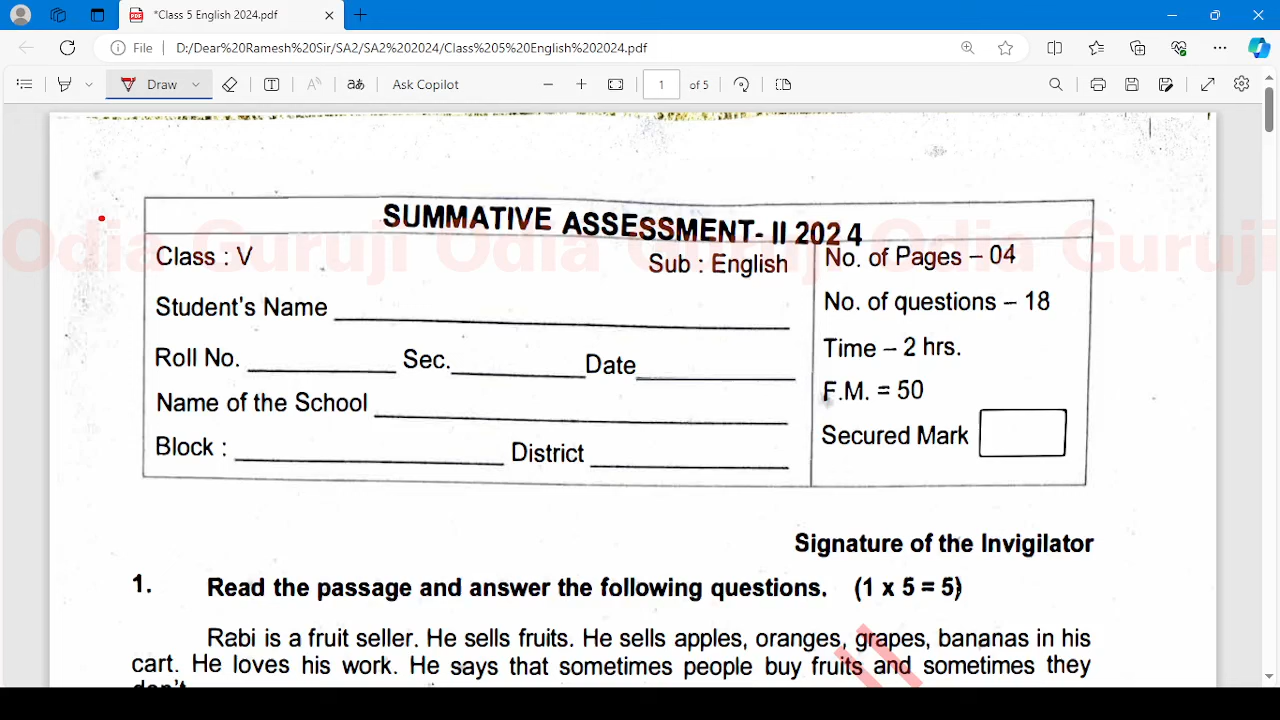 *Class 5 English 2024.pdf
File D:/Dear%20Ramesh%20Sir/SA2/SA2%202024/Class%205%20English%202024.pdf
Draw Ask Copilot 1 of 5
SUMMATIVE ASSESSMENT- II 2024
Odia Guruji Odia Guruji Odia Guruji
Class : V Sub : English
Student's Name
Roll No. Sec. Date
Name of the School
Block : District
No. of Pages – 04
No. of questions – 18
Time – 2 hrs.
F.M. = 50
Secured Mark
Signature of the Invigilator
1. Read the passage and answer the following questions. (1 x 5 = 5)
Rabi is a fruit seller. He sells fruits. He sells apples, oranges, grapes, bananas in his
cart. He loves his work. He says that sometimes people buy fruits and sometimes they
don't